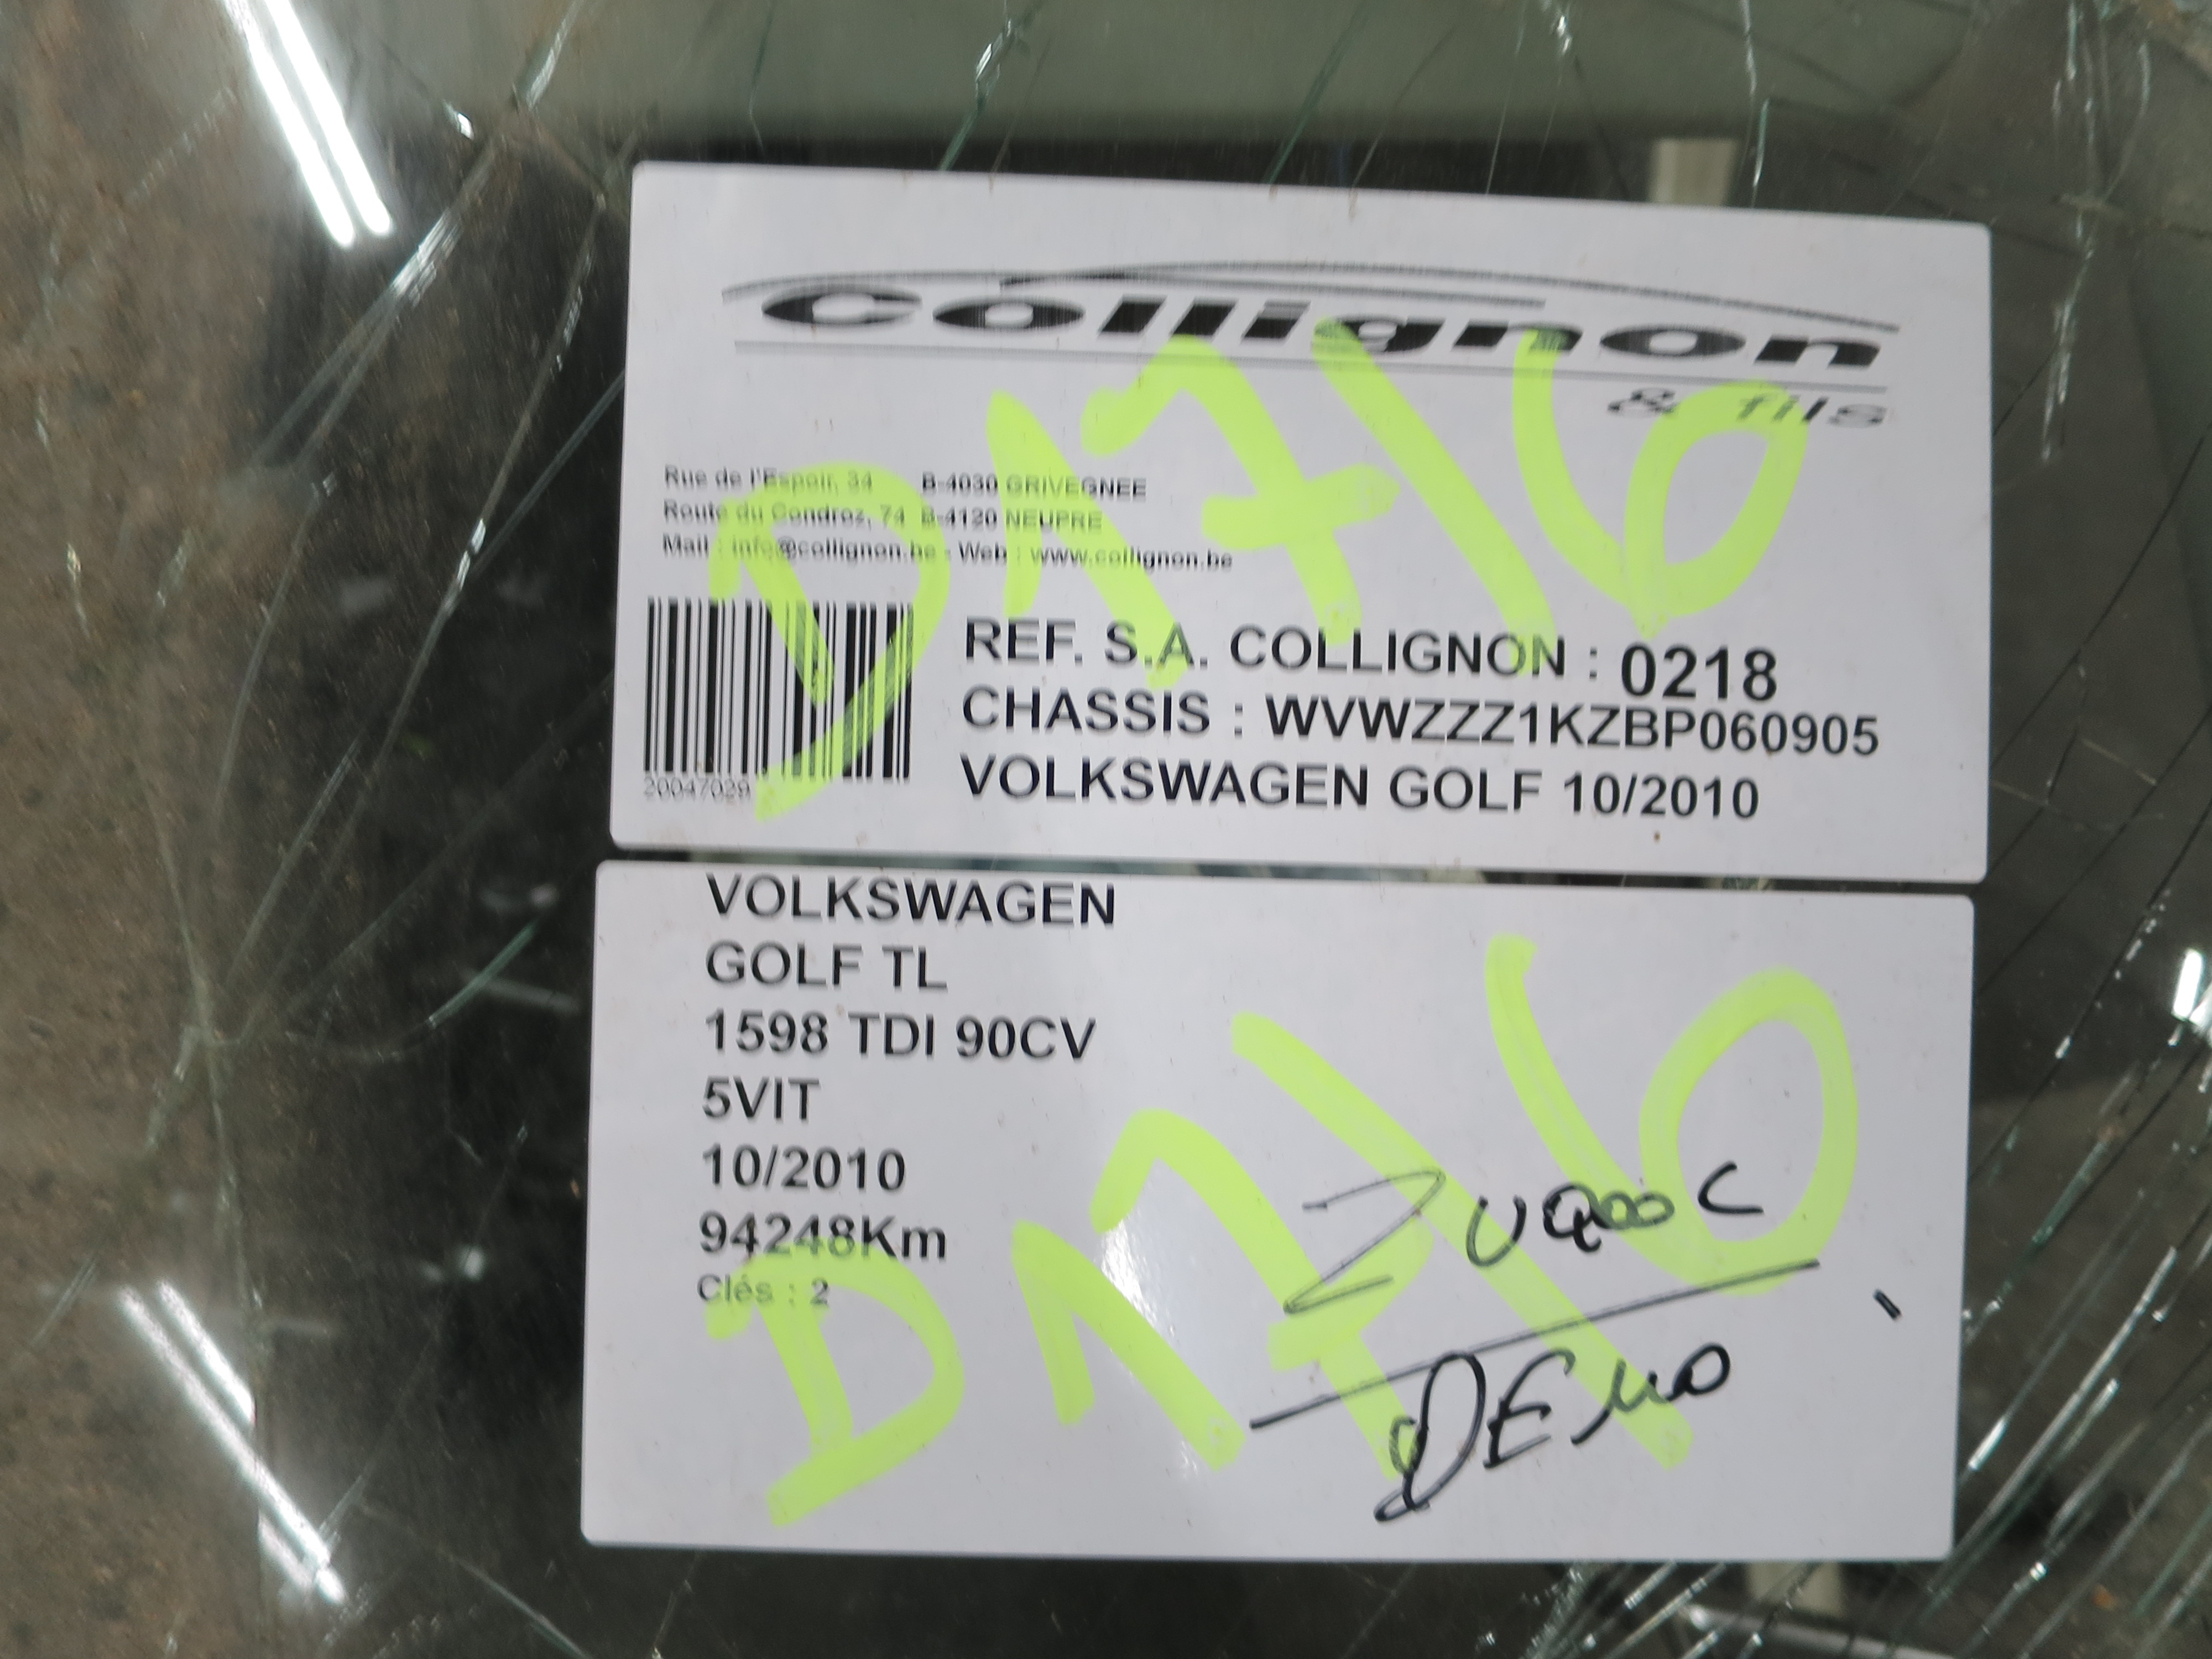 collignon
& fils
Rue de l'Espoir, 34 B-4030 GRIVEGNEE
Route du Condroz, 74 B-4120 NEUPRE
Mail : info@collignon.be - Web : www.collignon.be
D1716
REF. S.A. COLLIGNON : 0218
CHASSIS : WVWZZZ1KZBP060905
VOLKSWAGEN GOLF 10/2010
20047029
VOLKSWAGEN
GOLF TL
1598 TDI 90CV
5VIT
10/2010
94248Km
Clés : 2
D1716
DEMO